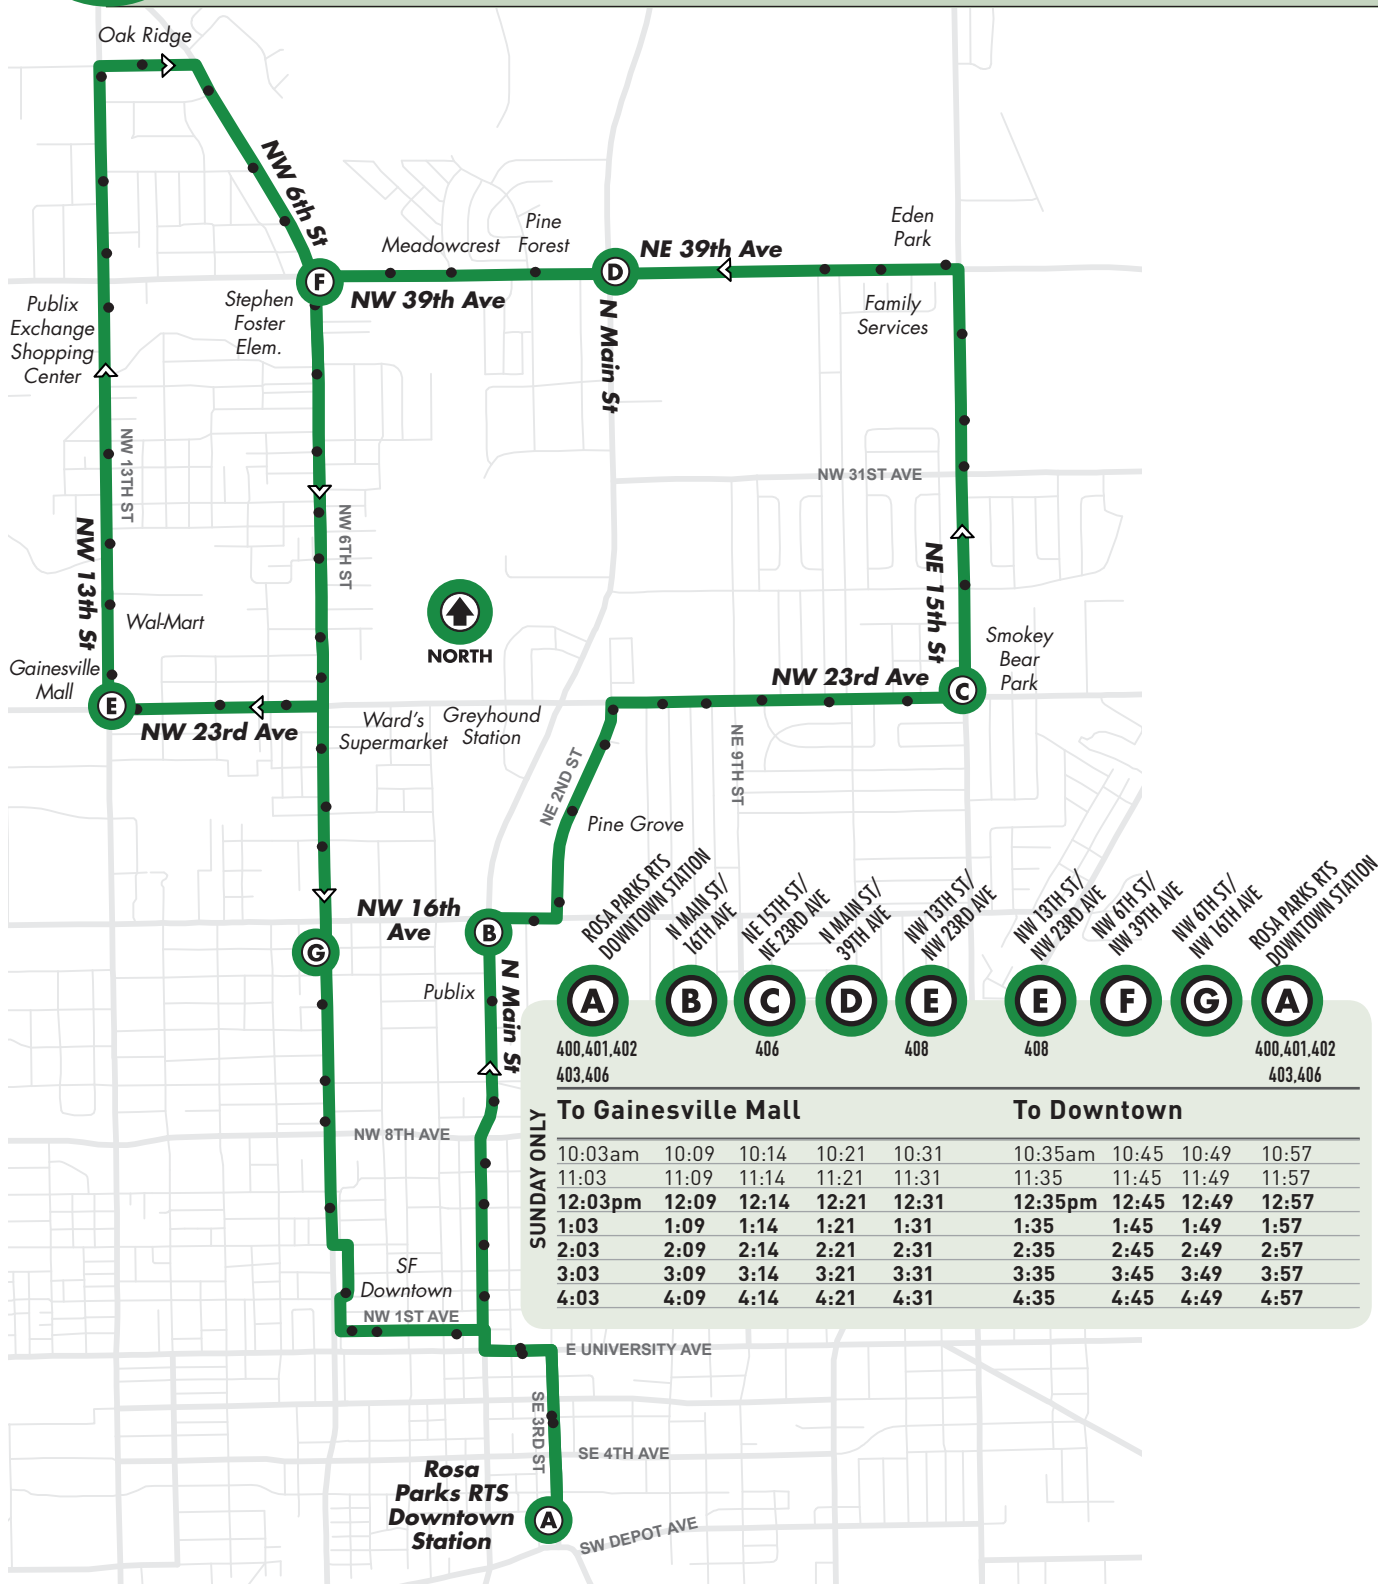 Oak Ridge
NW 6th St
Meadowcrest
Pine
Forest
NE 39th Ave
Eden
Park
F
D
NW 39th Ave
Stephen
Foster
Elem.
Publix
Exchange
Shopping
Center
Family
Services
N Main St
NW 13TH ST
NW 31ST AVE
NW 6TH ST
NW 13th St
NE 15th St
Wal-Mart
NORTH
Smokey
Bear
Park
Gainesville
Mall
E
NW 23rd Ave
C
NW 23rd Ave
Ward's
Supermarket
Greyhound
Station
NE 2ND ST
NE 9TH ST
Pine Grove
NW 16th
Ave
B
G
Publix
N Main St
ROSA PARKS RTS
DOWNTOWN STATION
N MAIN ST/
16TH AVE
NE 15TH ST/
NE 23RD AVE
N MAIN ST/
39TH AVE
NW 13TH ST/
NW 23RD AVE
NW 13TH ST/
NW 23RD AVE
NW 6TH ST/
NW 39TH AVE
NW 6TH ST/
NW 16TH AVE
ROSA PARKS RTS
DOWNTOWN STATION
A B C D E E F G A
400,401,402 406 408 408 400,401,402
403,406 403,406
To Gainesville Mall To Downtown
SUNDAY ONLY
10:03am 10:09 10:14 10:21 10:31 10:35am 10:45 10:49 10:57
11:03 11:09 11:14 11:21 11:31 11:35 11:45 11:49 11:57
12:03pm 12:09 12:14 12:21 12:31 12:35pm 12:45 12:49 12:57
1:03 1:09 1:14 1:21 1:31 1:35 1:45 1:49 1:57
2:03 2:09 2:14 2:21 2:31 2:35 2:45 2:49 2:57
3:03 3:09 3:14 3:21 3:31 3:35 3:45 3:49 3:57
4:03 4:09 4:14 4:21 4:31 4:35 4:45 4:49 4:57
NW 8TH AVE
SF
Downtown
NW 1ST AVE
E UNIVERSITY AVE
SE 3RD ST
SE 4TH AVE
Rosa
Parks RTS
Downtown
Station
A
SW DEPOT AVE